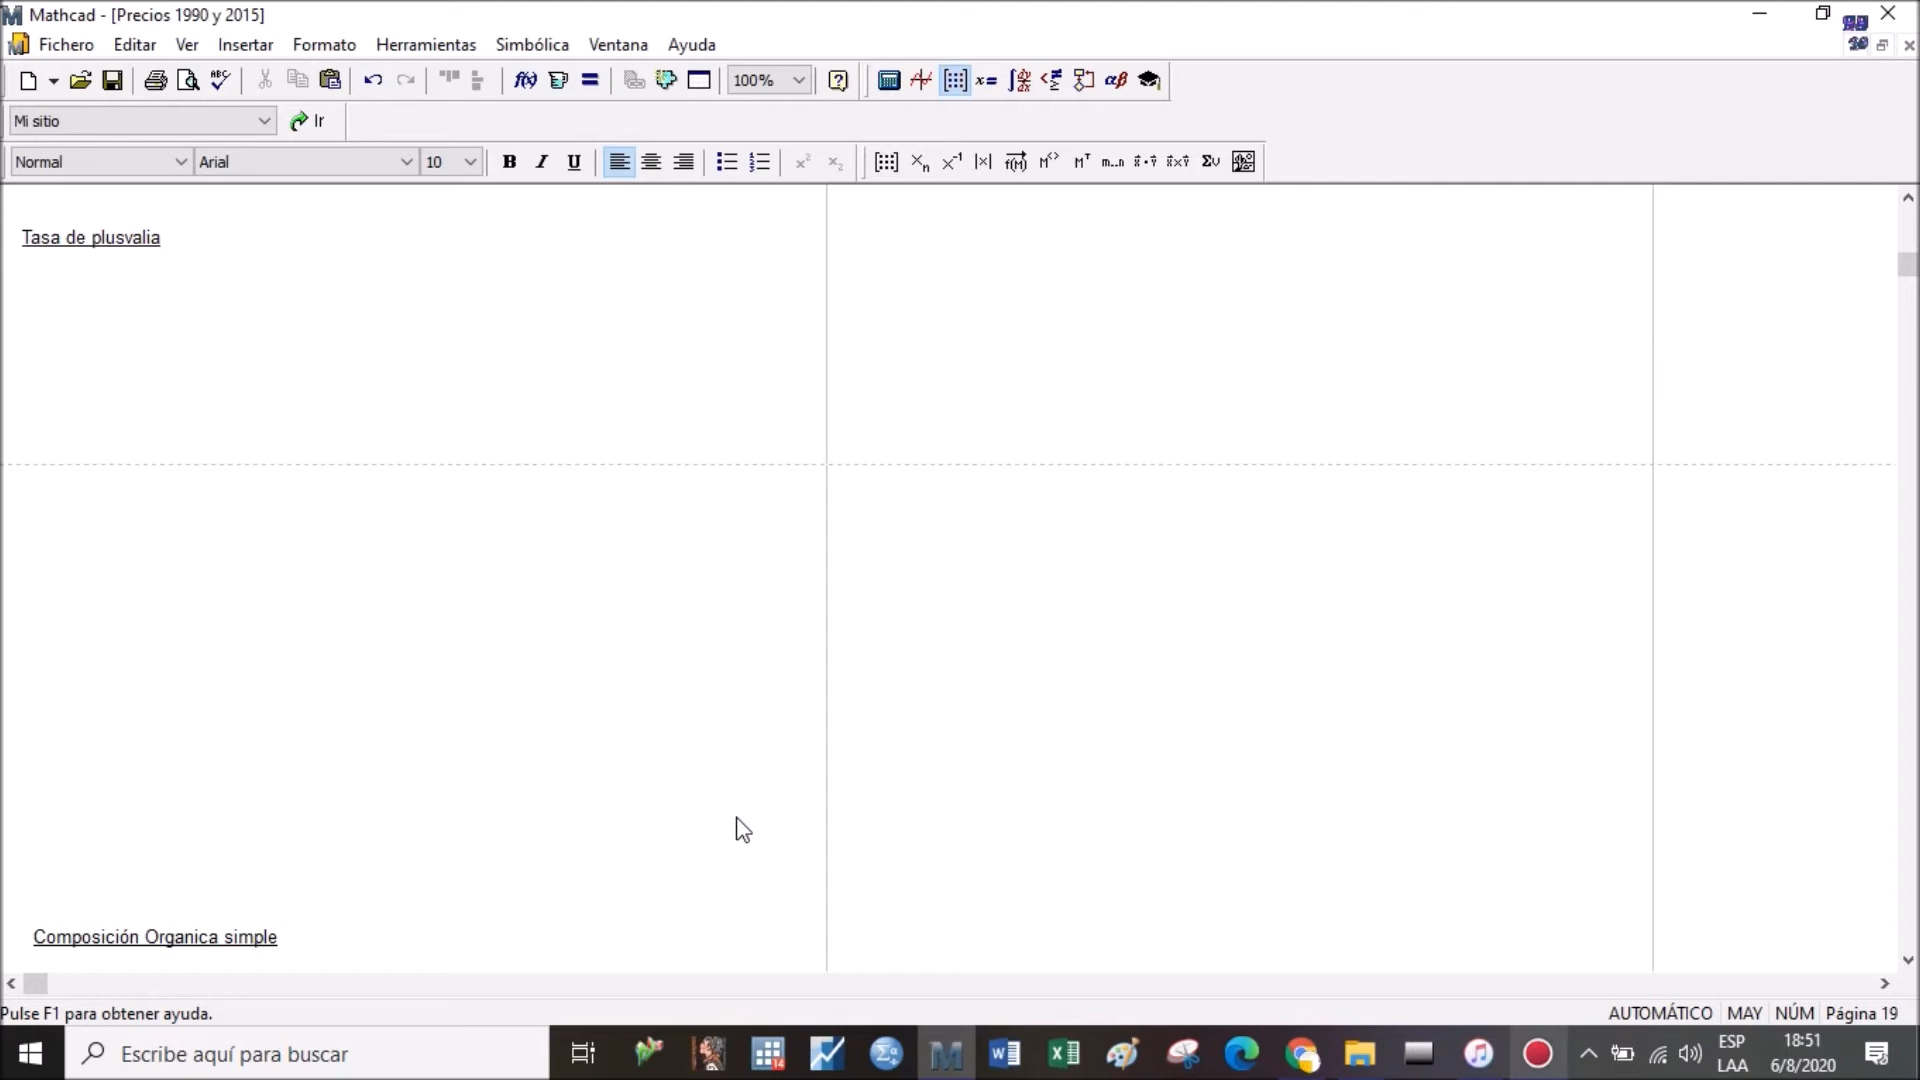 Mathcad - [Precios 1990 y 2015]
Fichero Editar Ver Insertar Formato Herramientas Simbólica Ventana Ayuda
100%
Mi sitio Ir
Normal Arial 10 B I U
Tasa de plusvalia
Composición Organica simple
Pulse F1 para obtener ayuda.
AUTOMÁTICO MAY NÚM Página 19
Escribe aquí para buscar
ESP
LAA
18:51
6/8/2020